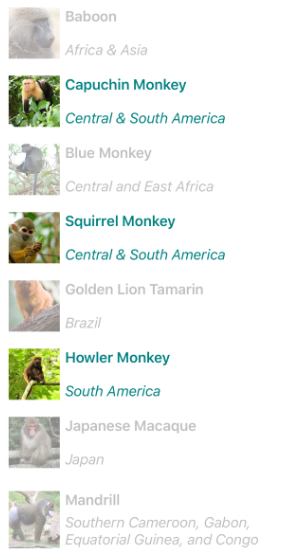 Baboon
Africa & Asia
Capuchin Monkey
Central & South America
Blue Monkey
Central and East Africa
Squirrel Monkey
Central & South America
Golden Lion Tamarin
Brazil
Howler Monkey
South America
Japanese Macaque
Japan
Mandrill
Southern Cameroon, Gabon,
Equatorial Guinea, and Congo